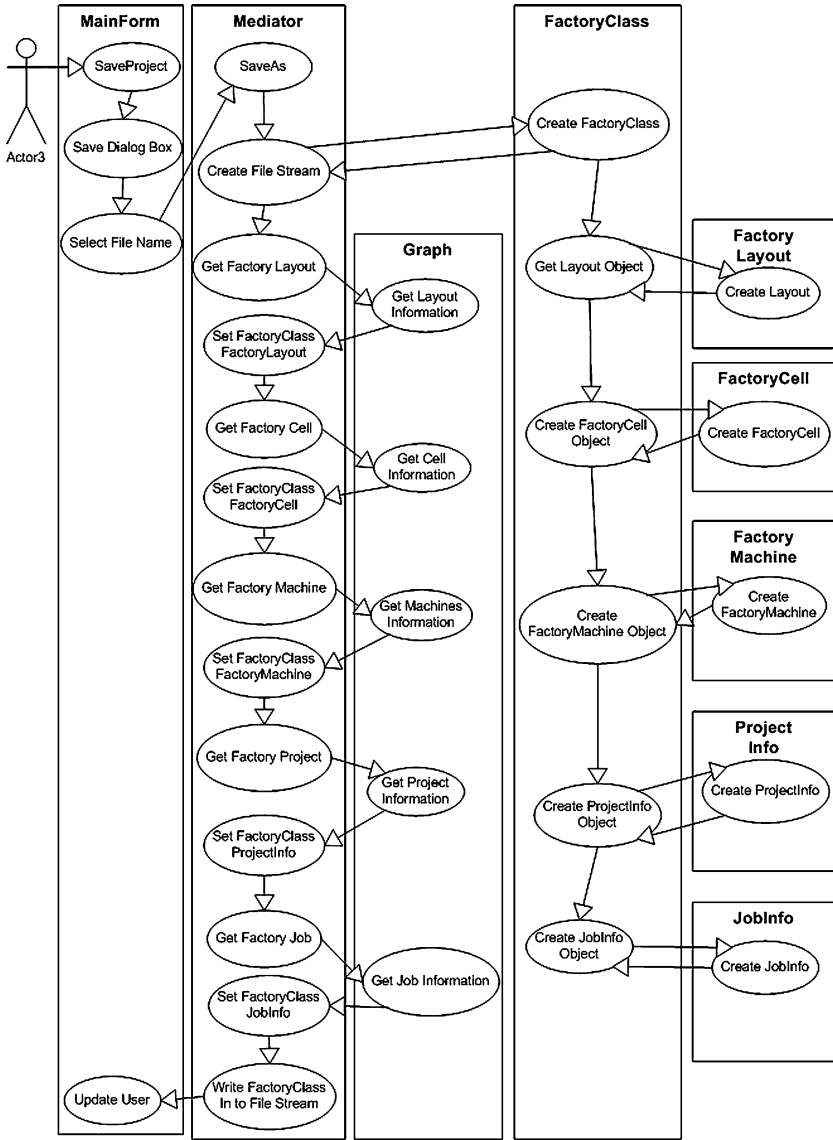 MainForm
Mediator
FactoryClass
SaveProject
SaveAs
Actor3
Save Dialog Box
Create FactoryClass
Create File Stream
Select File Name
Get Factory Layout
Graph
Get Layout
Information
Get Layout Object
Factory
Layout
Create Layout
Set FactoryClass
FactoryLayout
FactoryCell
Get Factory Cell
Create FactoryCell
Object
Create FactoryCell
Get Cell
Information
Set FactoryClass
FactoryCell
Factory
Machine
Get Factory Machine
Get Machines
Information
Create
FactoryMachine Object
Create
FactoryMachine
Set FactoryClass
FactoryMachine
Project
Info
Get Factory Project
Get Project
Information
Create ProjectInfo
Object
Create ProjectInfo
Set FactoryClass
ProjectInfo
JobInfo
Get Factory Job
Create JobInfo
Object
Create JobInfo
Get Job Information
Set FactoryClass
JobInfo
Update User
Write FactoryClass
In to File Stream